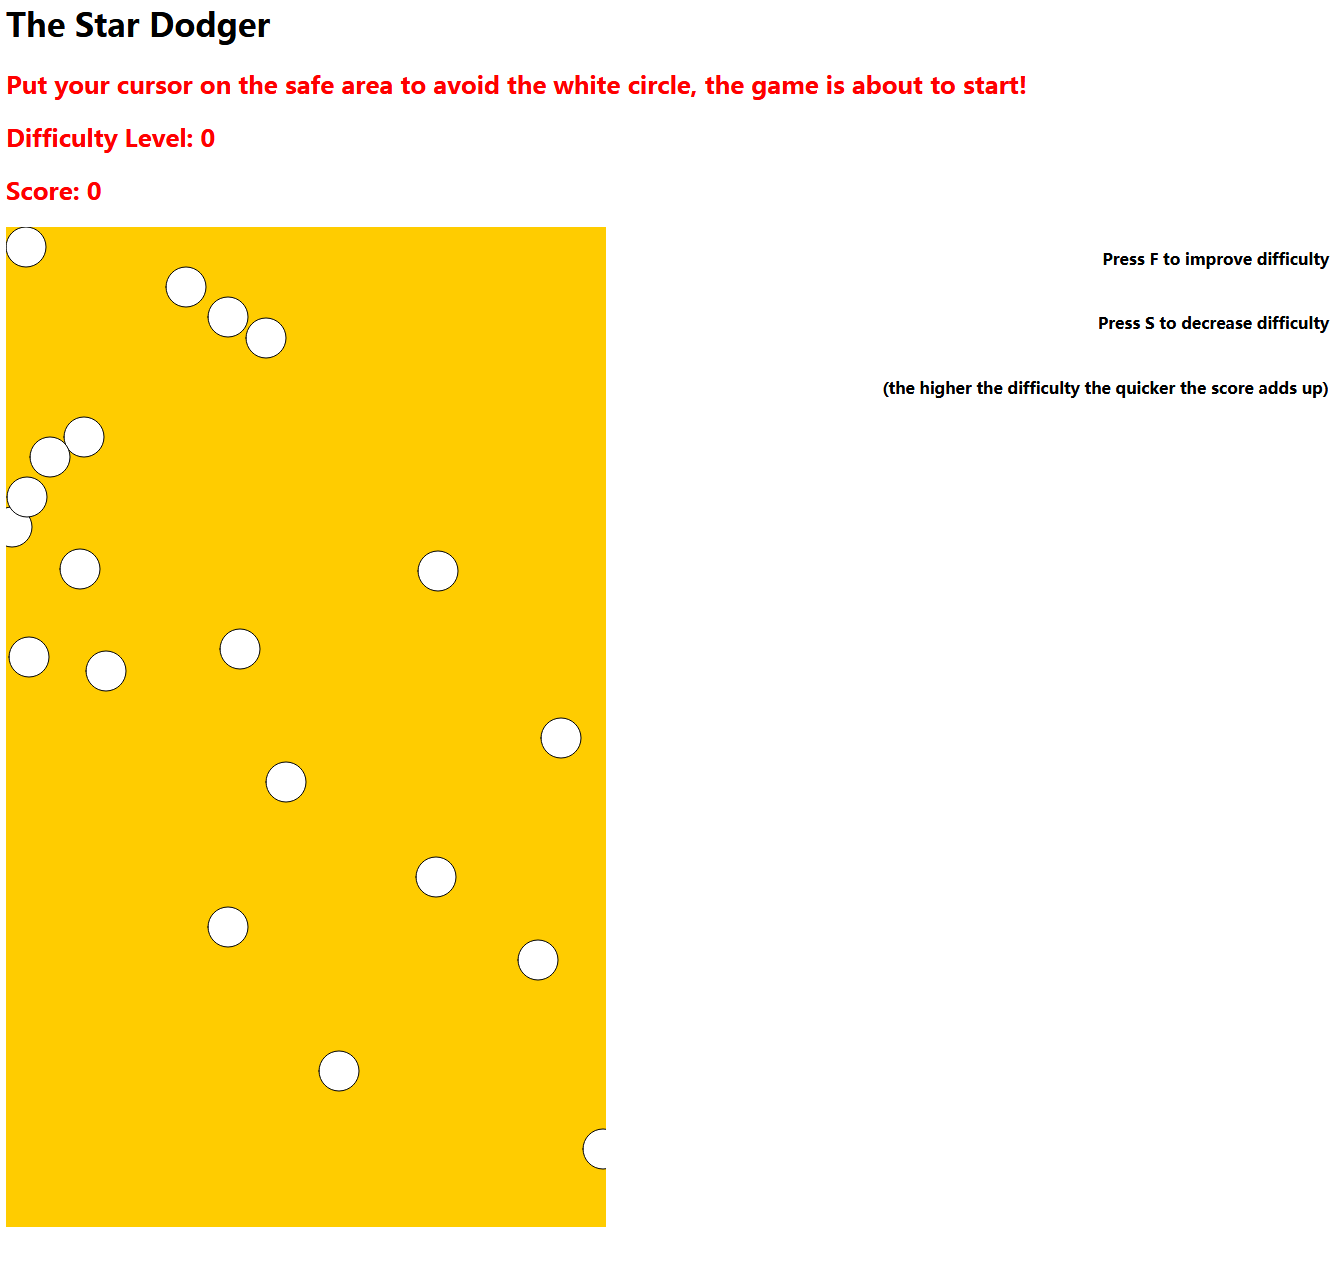 The Star Dodger
Put your cursor on the safe area to avoid the white circle, the game is about to start!
Difficulty Level: 0
Score: 0
Press F to improve difficulty
Press S to decrease difficulty
(the higher the difficulty the quicker the score adds up)